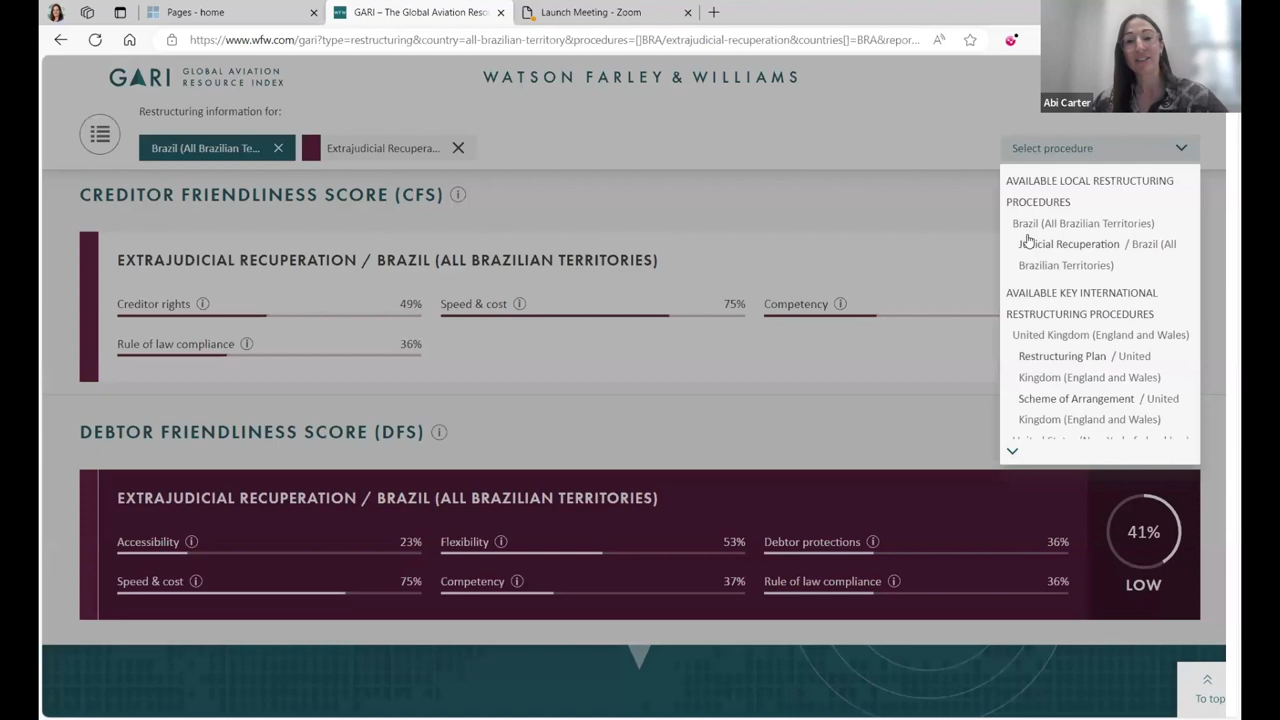 Pages - home
GARI – The Global Aviation Reso
Launch Meeting - Zoom
https://www.wfw.com/gari?type=restructuring&country=all-brazilian-territory&procedures=[]BRA/extrajudicial-recuperation&countries[]=BRA&repor...
GARI GLOBAL AVIATION
RESOURCE INDEX
WATSON FARLEY & WILLIAMS
Abi Carter
Restructuring information for:
Brazil (All Brazilian Te...
Extrajudicial Recupera...
Select procedure
AVAILABLE LOCAL RESTRUCTURING
PROCEDURES
Brazil (All Brazilian Territories)
Judicial Recuperation / Brazil (All
Brazilian Territories)
AVAILABLE KEY INTERNATIONAL
RESTRUCTURING PROCEDURES
United Kingdom (England and Wales)
Restructuring Plan / United
Kingdom (England and Wales)
Scheme of Arrangement / United
Kingdom (England and Wales)
CREDITOR FRIENDLINESS SCORE (CFS)
EXTRAJUDICIAL RECUPERATION / BRAZIL (ALL BRAZILIAN TERRITORIES)
Creditor rights 49%
Speed & cost 75%
Competency
Rule of law compliance 36%
DEBTOR FRIENDLINESS SCORE (DFS)
EXTRAJUDICIAL RECUPERATION / BRAZIL (ALL BRAZILIAN TERRITORIES)
Accessibility 23%
Flexibility 53%
Debtor protections 36%
Speed & cost 75%
Competency 37%
Rule of law compliance 36%
41%
LOW
To top